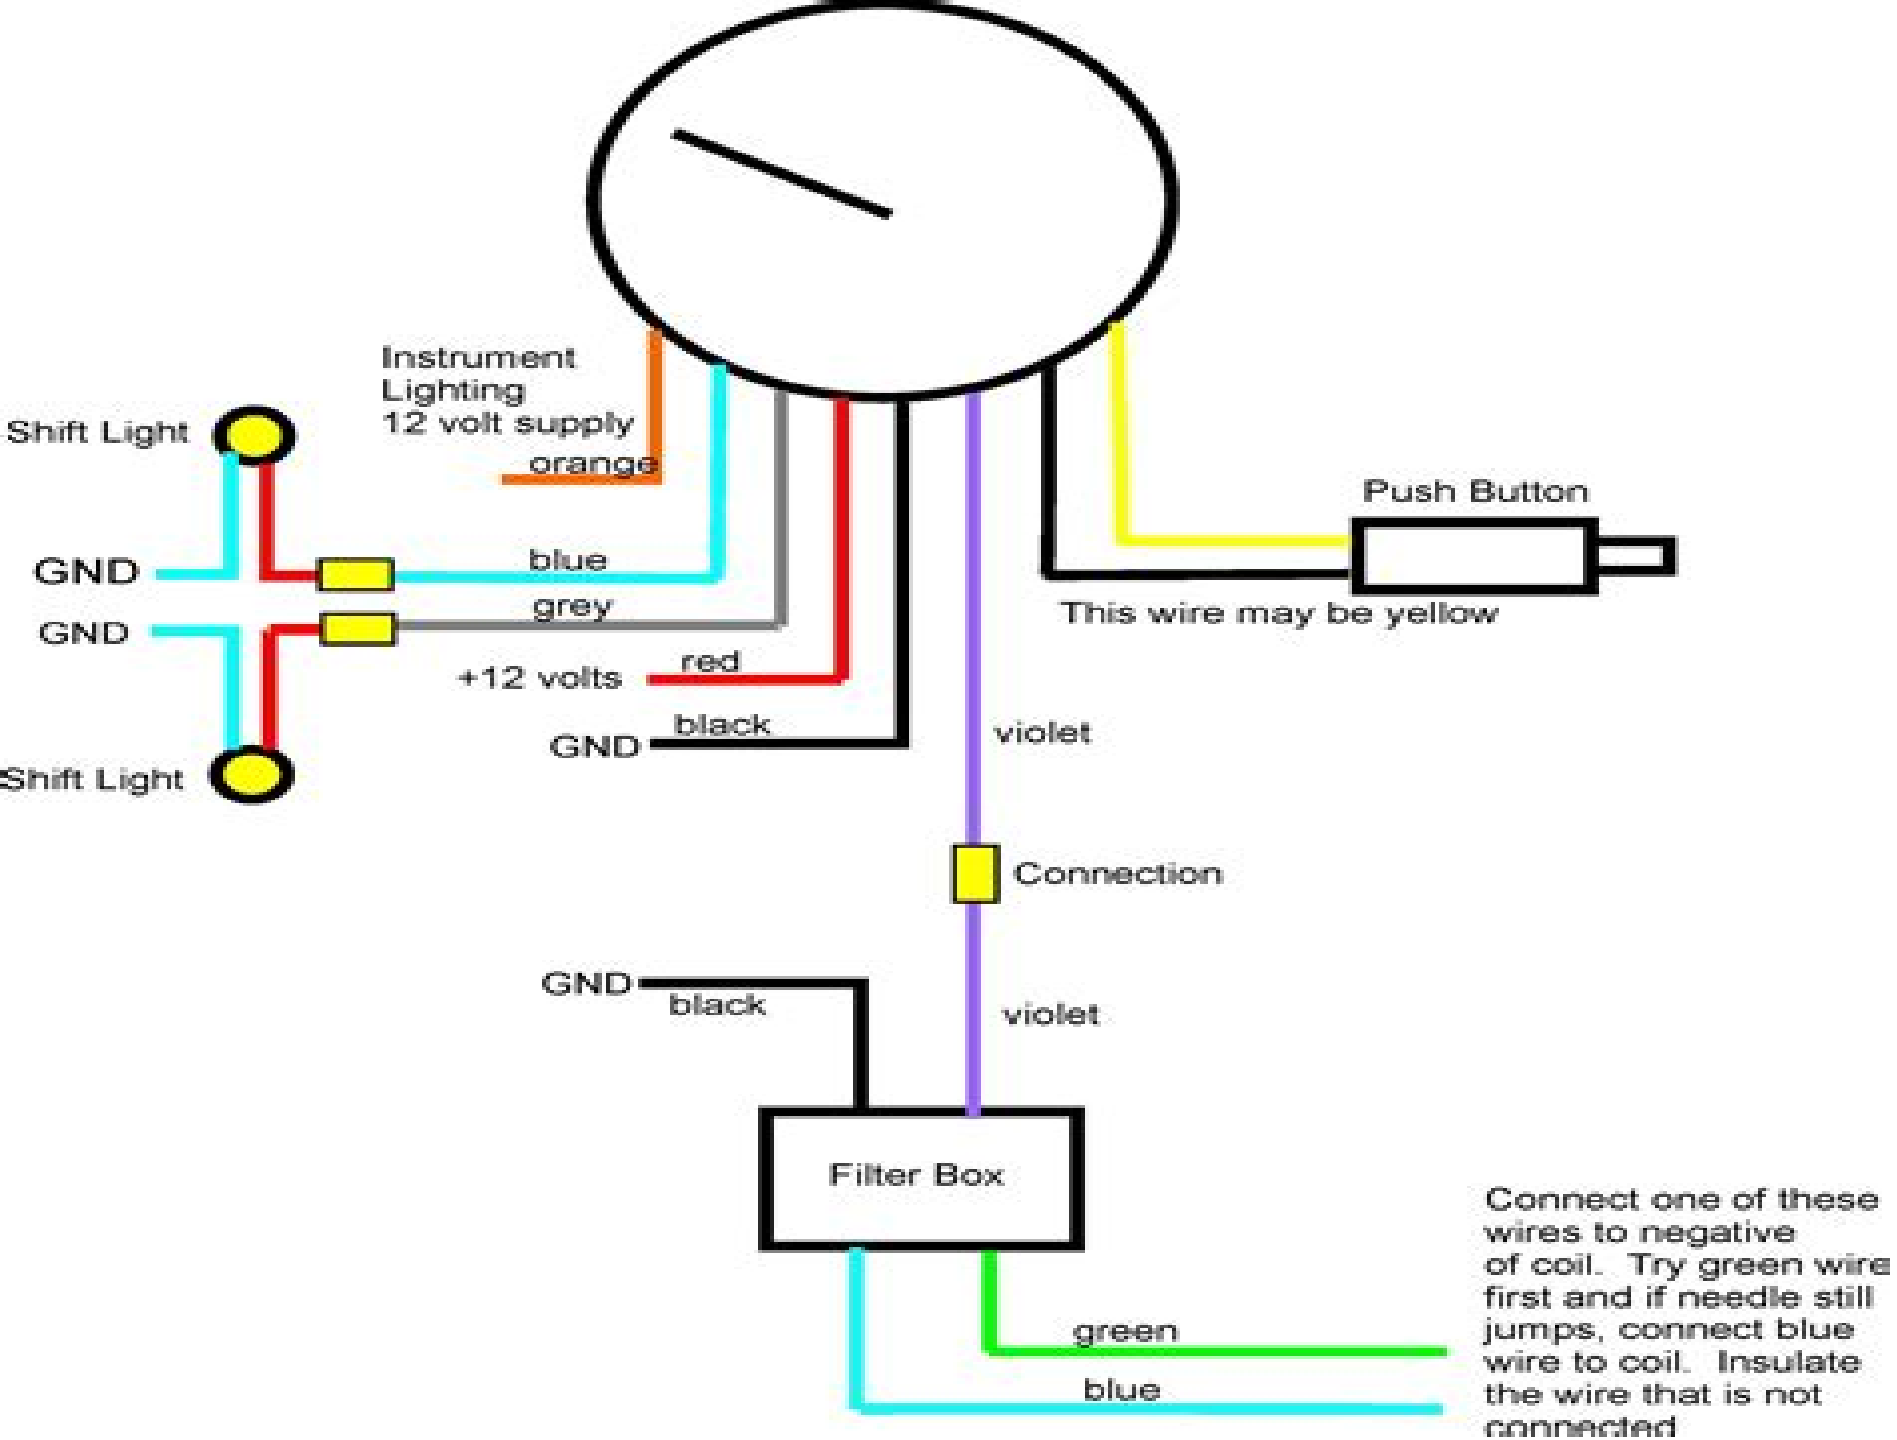 Instrument
Lighting
12 volt supply
orange
Shift Light
Push Button
blue
GND
grey
This wire may be yellow
GND
red
+12 volts
black
GND
violet
Shift Light
Connection
GND
black
violet
Filter Box
Connect one of these
wires to negative
of coil. Try green wire
first and if needle still
jumps, connect blue
wire to coil. Insulate
the wire that is not
connected
green
blue